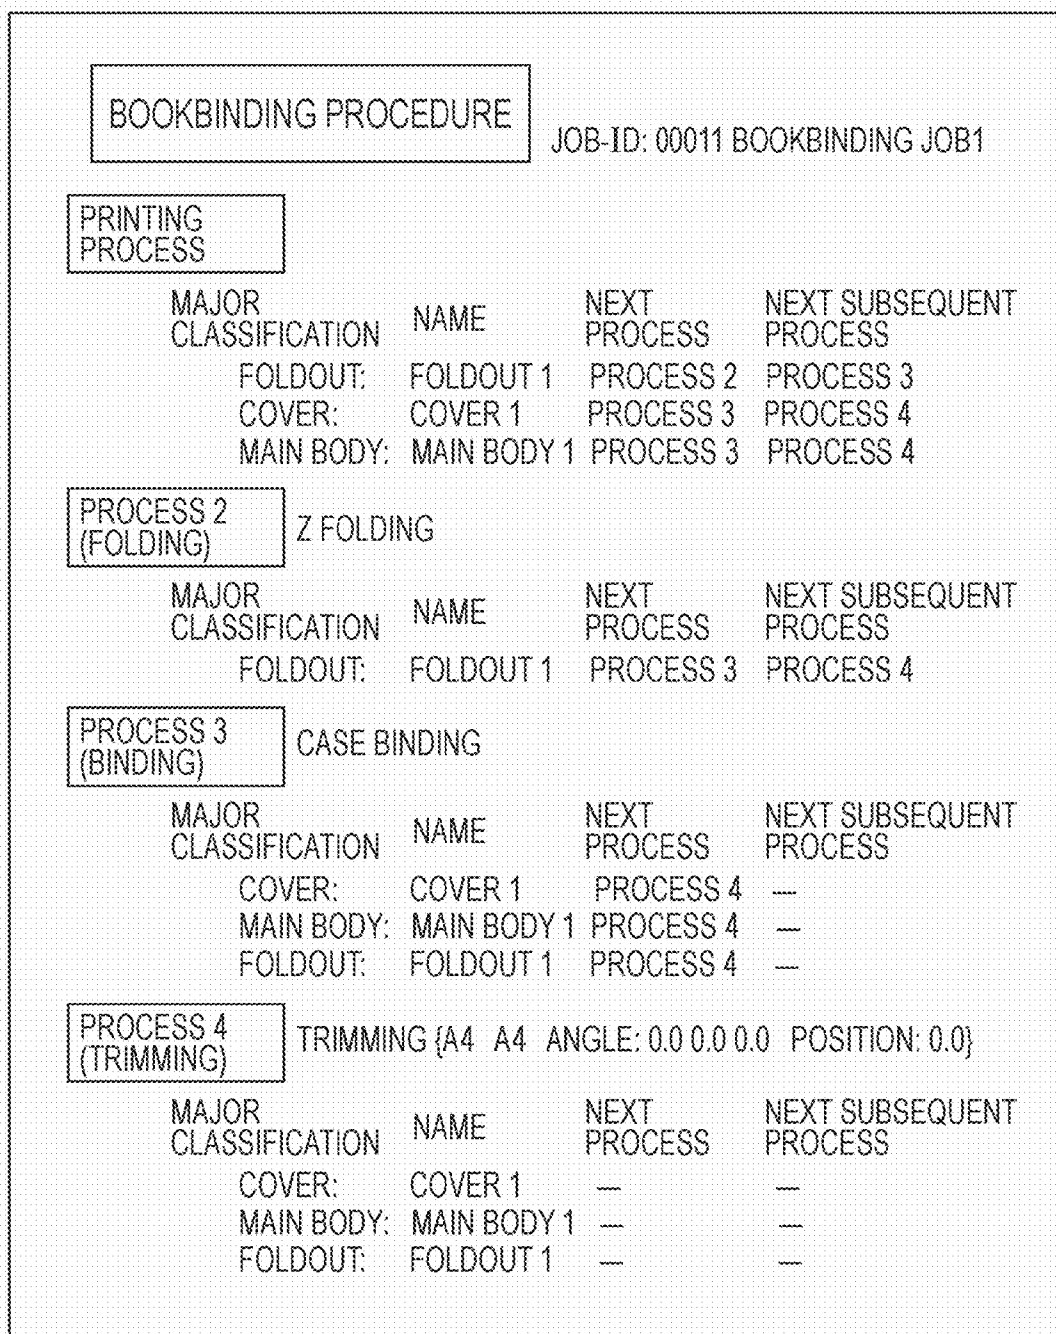 BOOKBINDING PROCEDURE
JOB-ID: 00011 BOOKBINDING JOB1
PRINTING
PROCESS
MAJOR CLASSIFICATION NAME NEXT PROCESS NEXT SUBSEQUENT PROCESS
FOLDOUT: FOLDOUT 1 PROCESS 2 PROCESS 3
COVER: COVER 1 PROCESS 3 PROCESS 4
MAIN BODY: MAIN BODY 1 PROCESS 3 PROCESS 4
PROCESS 2
(FOLDING)
Z FOLDING
MAJOR CLASSIFICATION NAME NEXT PROCESS NEXT SUBSEQUENT PROCESS
FOLDOUT: FOLDOUT 1 PROCESS 3 PROCESS 4
PROCESS 3
(BINDING)
CASE BINDING
MAJOR CLASSIFICATION NAME NEXT PROCESS NEXT SUBSEQUENT PROCESS
COVER: COVER 1 PROCESS 4 —
MAIN BODY: MAIN BODY 1 PROCESS 4 —
FOLDOUT: FOLDOUT 1 PROCESS 4 —
PROCESS 4
(TRIMMING)
TRIMMING {A4 A4 ANGLE: 0.0 0.0 0.0 POSITION: 0.0}
MAJOR CLASSIFICATION NAME NEXT PROCESS NEXT SUBSEQUENT PROCESS
COVER: COVER 1 — —
MAIN BODY: MAIN BODY 1 — —
FOLDOUT: FOLDOUT 1 — —